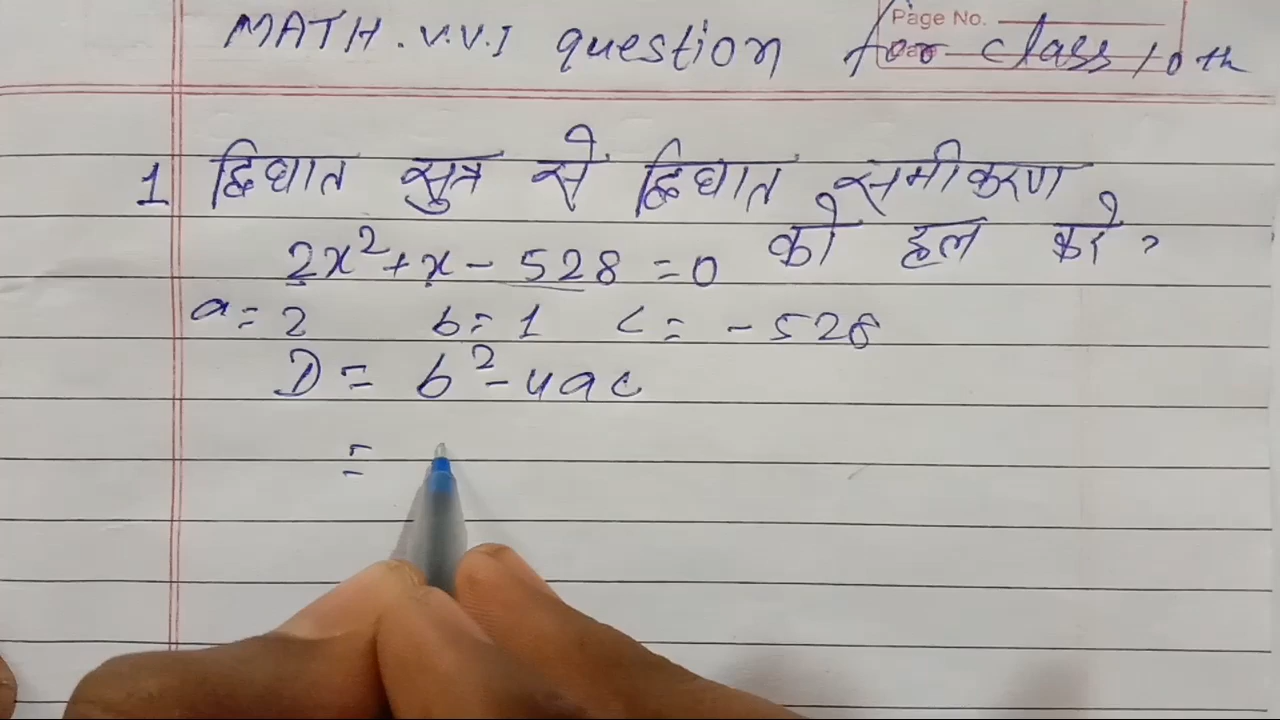 Page No.
MATH. V.V.I question for class 10th
1 द्विघात सुत्र से द्विघात समीकरण
2x²+x-528=0 को हल करे ?
a=2 b=1 c=-528
D=b²-4ac
=